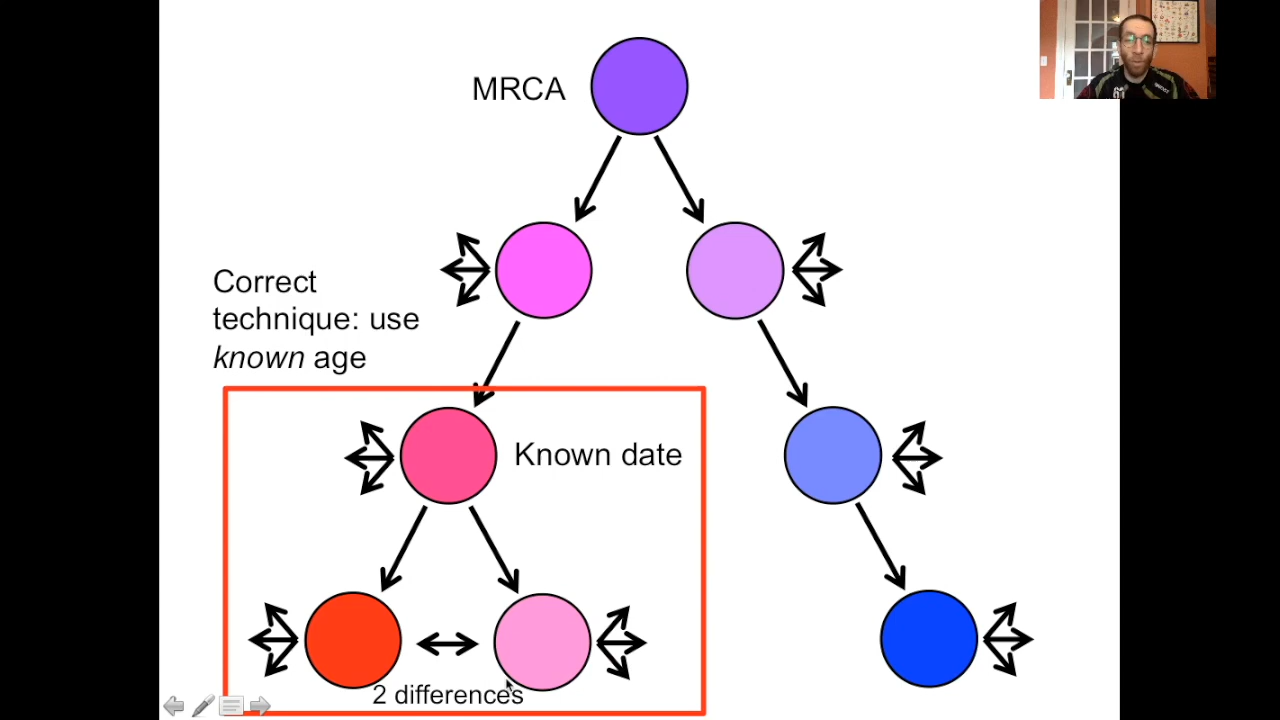 MRCA
Correct
technique: use
known age
Known date
2 differences